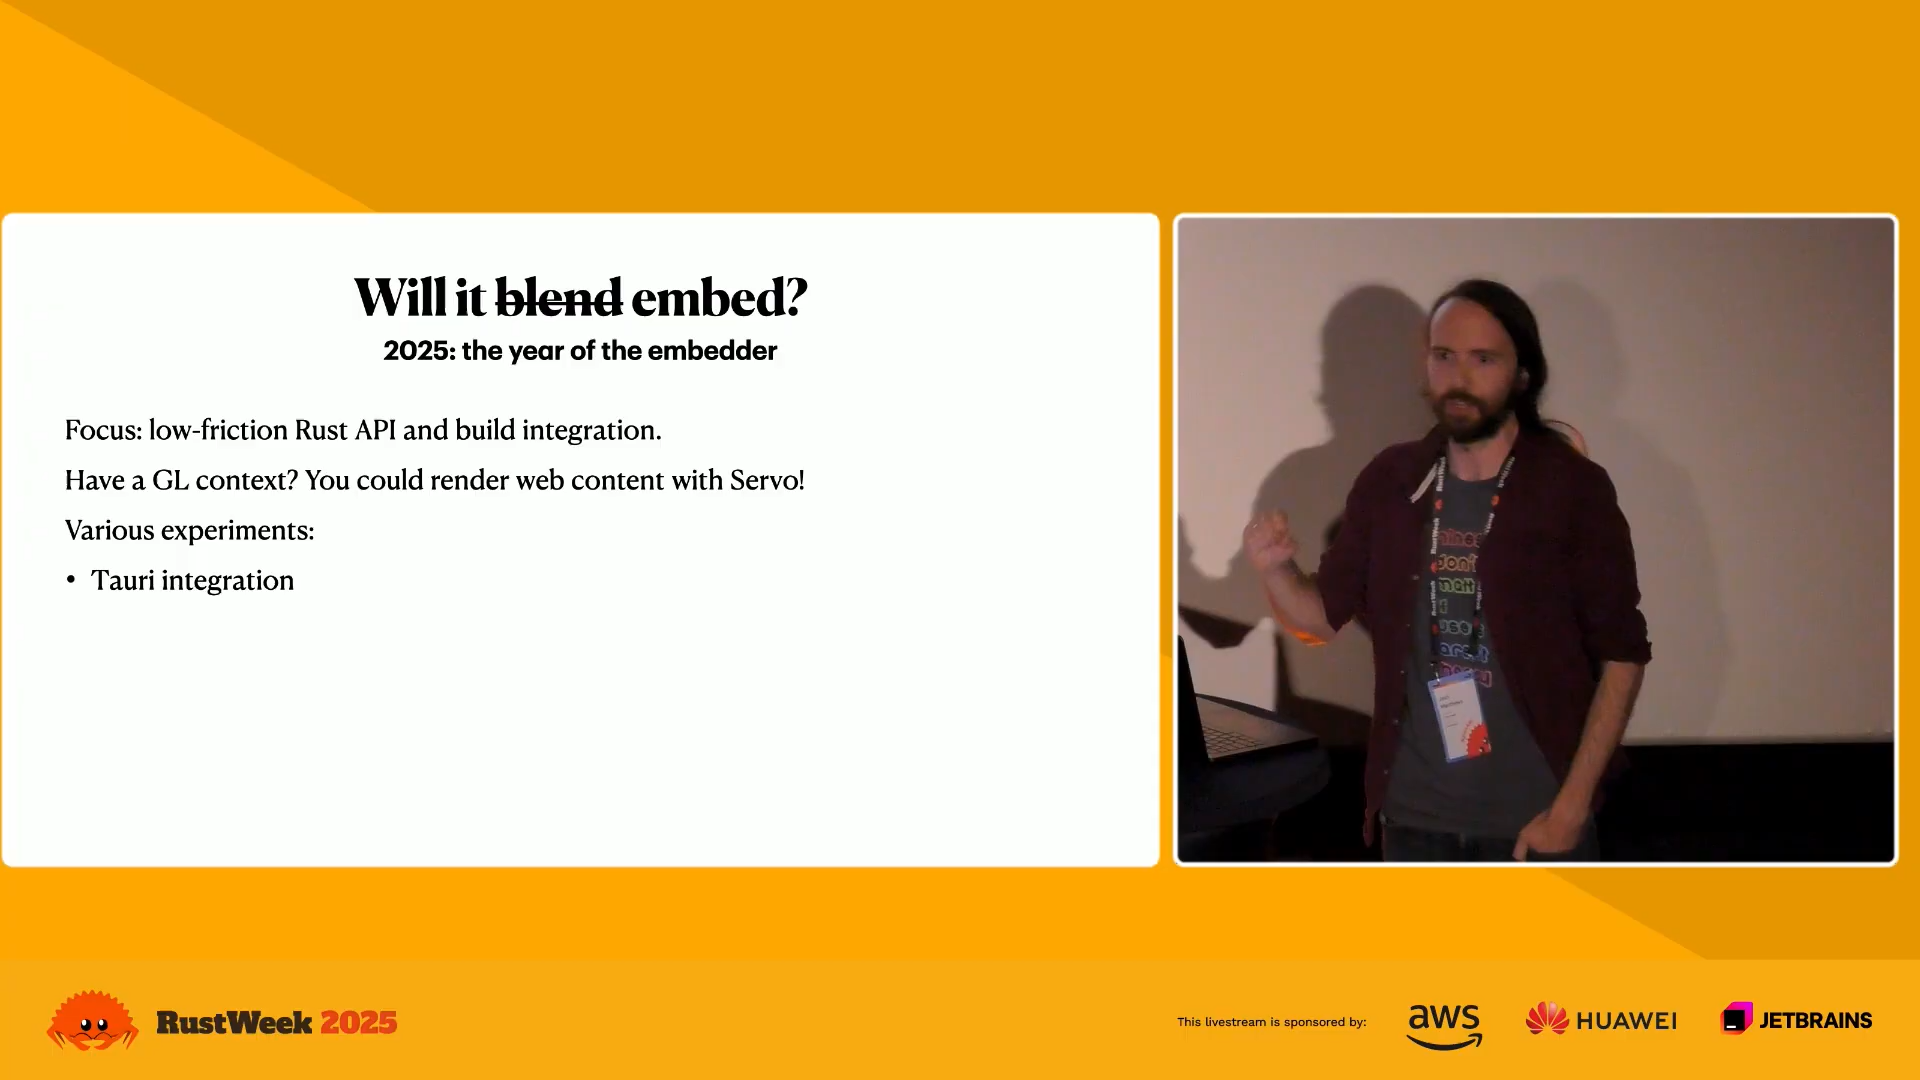 Will it blend embed?
2025: the year of the embedder
Focus: low-friction Rust API and build integration.
Have a GL context? You could render web content with Servo!
Various experiments:
• Tauri integration
RustWeek 2025
This livestream is sponsored by:
aws
HUAWEI
JETBRAINS